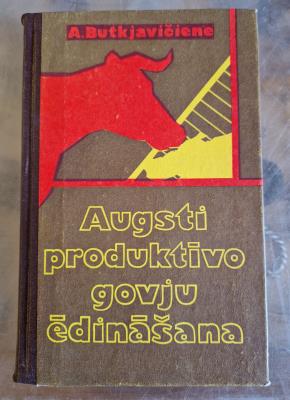 A.Butkjavičiene
Augsti
produktīvo
govju
ēdināšana